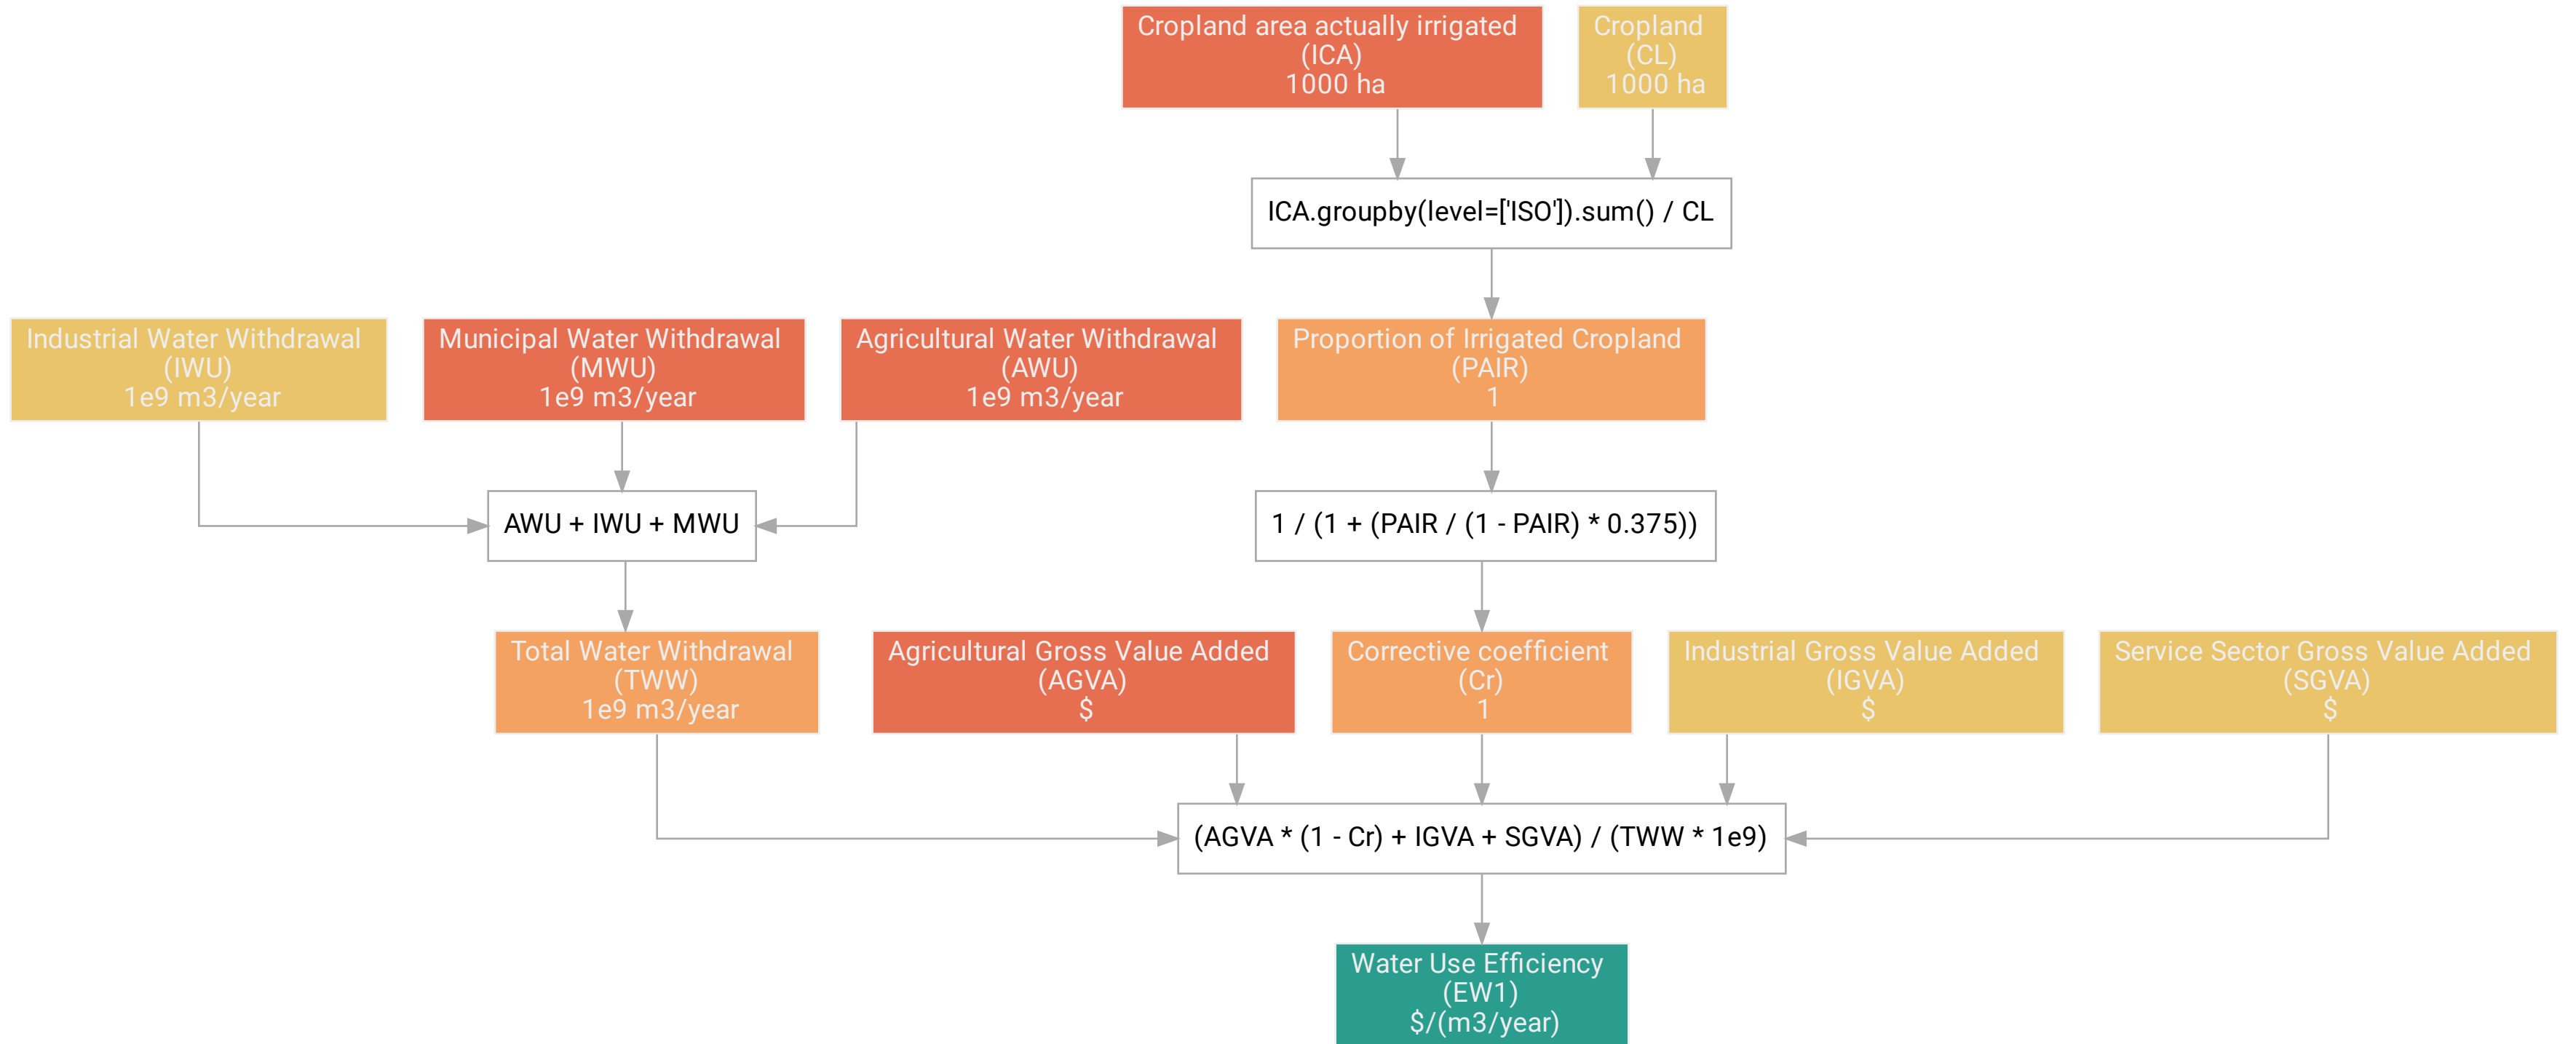 Cropland area actually irrigated
(ICA)
1000 ha
Cropland
(CL)
1000 ha
ICA.groupby(level=['ISO']).sum() / CL
Industrial Water Withdrawal
(IWU)
1e9 m3/year
Municipal Water Withdrawal
(MWU)
1e9 m3/year
Agricultural Water Withdrawal
(AWU)
1e9 m3/year
Proportion of Irrigated Cropland
(PAIR)
1
AWU + IWU + MWU
1 / (1 + (PAIR / (1 - PAIR) * 0.375))
Total Water Withdrawal
(TWW)
1e9 m3/year
Agricultural Gross Value Added
(AGVA)
$
Corrective coefficient
(Cr)
1
Industrial Gross Value Added
(IGVA)
$
Service Sector Gross Value Added
(SGVA)
$
(AGVA * (1 - Cr) + IGVA + SGVA) / (TWW * 1e9)
Water Use Efficiency
(EW1)
$/(m3/year)